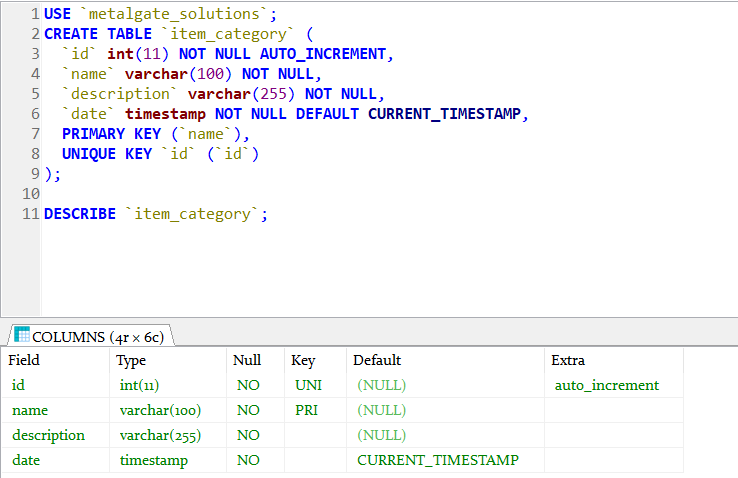 1 USE `metalgate_solutions`;
2 CREATE TABLE `item_category` (
3 `id` int(11) NOT NULL AUTO_INCREMENT,
4 `name` varchar(100) NOT NULL,
5 `description` varchar(255) NOT NULL,
6 `date` timestamp NOT NULL DEFAULT CURRENT_TIMESTAMP,
7 PRIMARY KEY (`name`),
8 UNIQUE KEY `id` (`id`)
9 );
10
11 DESCRIBE `item_category`;
COLUMNS (4r × 6c)
Field Type Null Key Default Extra
id int(11) NO UNI (NULL) auto_increment
name varchar(100) NO PRI (NULL)
description varchar(255) NO (NULL)
date timestamp NO CURRENT_TIMESTAMP